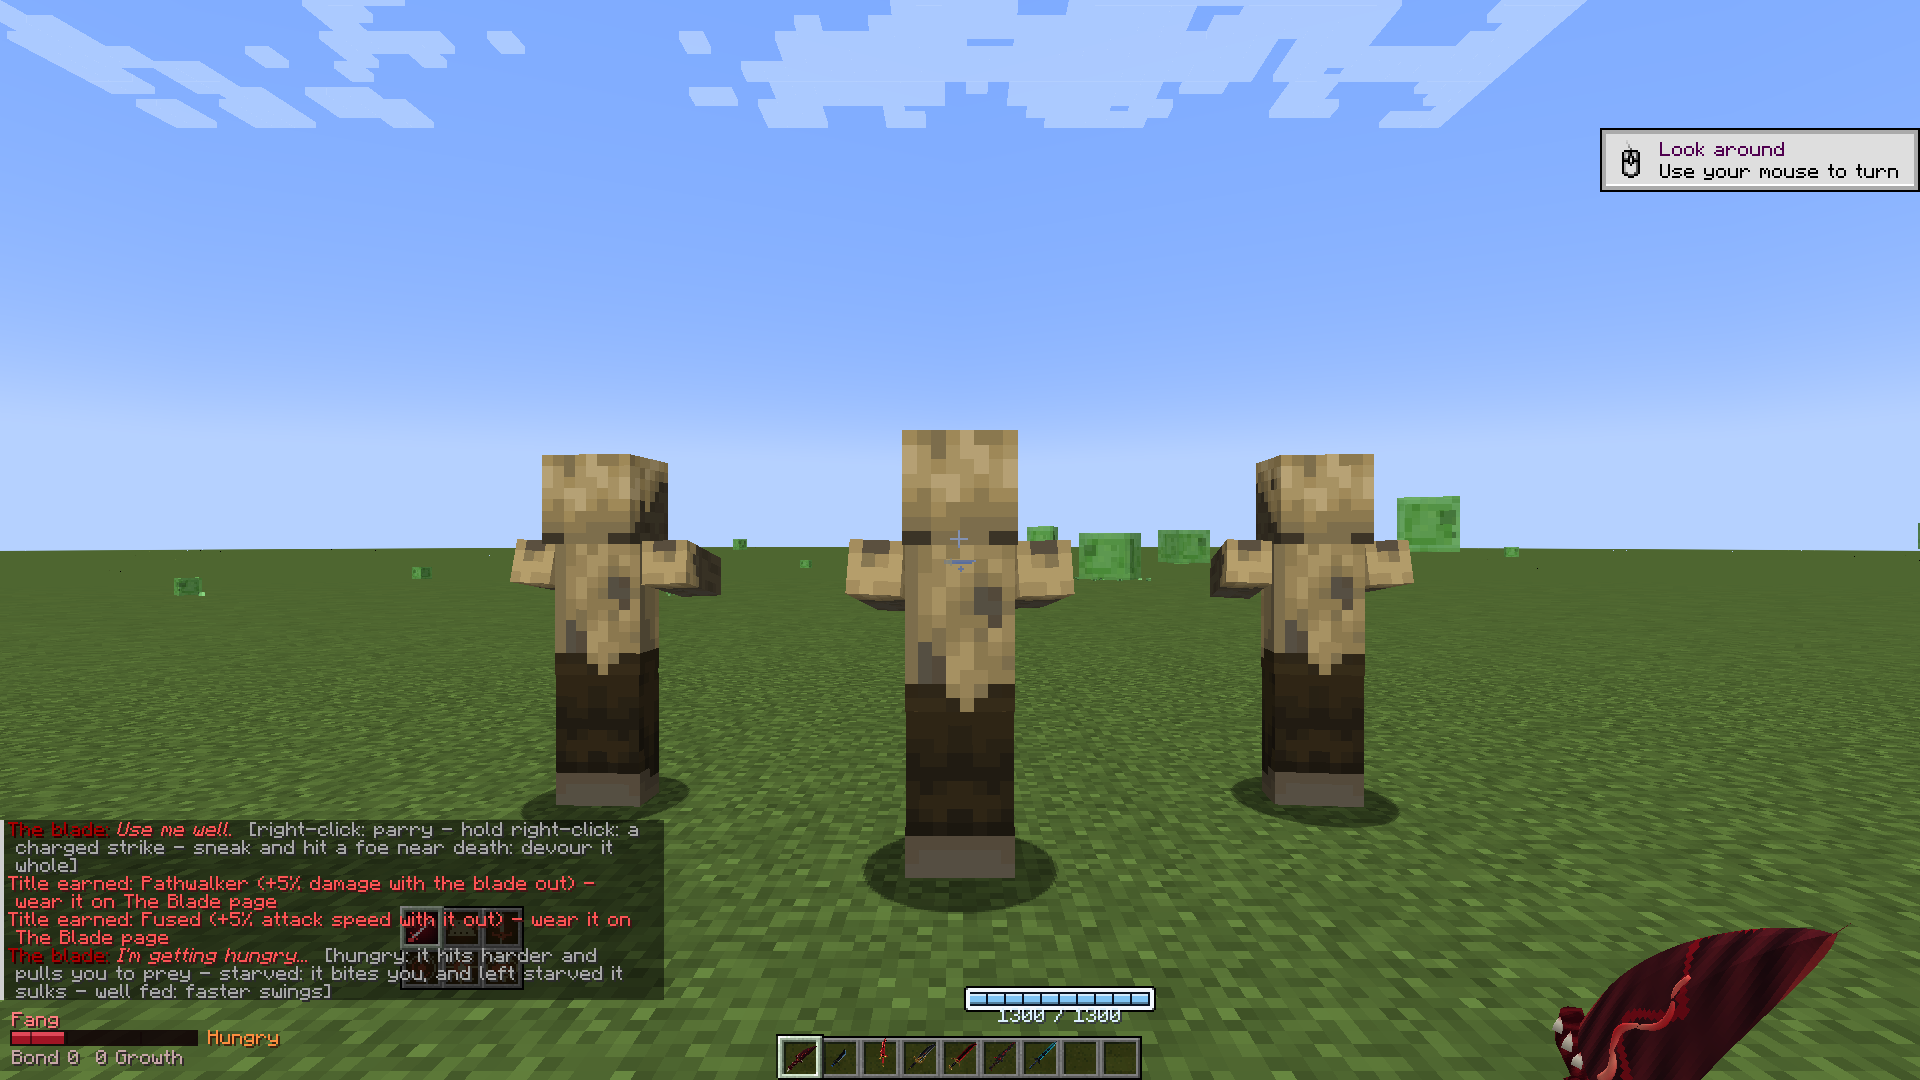 Look around
Use your mouse to turn
The blade: Use me well. [right-click: parry - hold right-click: a
charged strike - sneak and hit a foe near death: devour it
whole]
Title earned: Pathwalker (+5% damage with the blade out) -
wear it on The Blade page
Title earned: Fused (+5% attack speed with it out) - wear it on
The Blade page
The blade: I'm getting hungry... [hungry: it hits harder and
pulls you to prey - starved: it bites you, and left starved it
sulks - well fed: faster swings]
Fang
Hungry
Bond 0 0 Growth
1300 / 1300